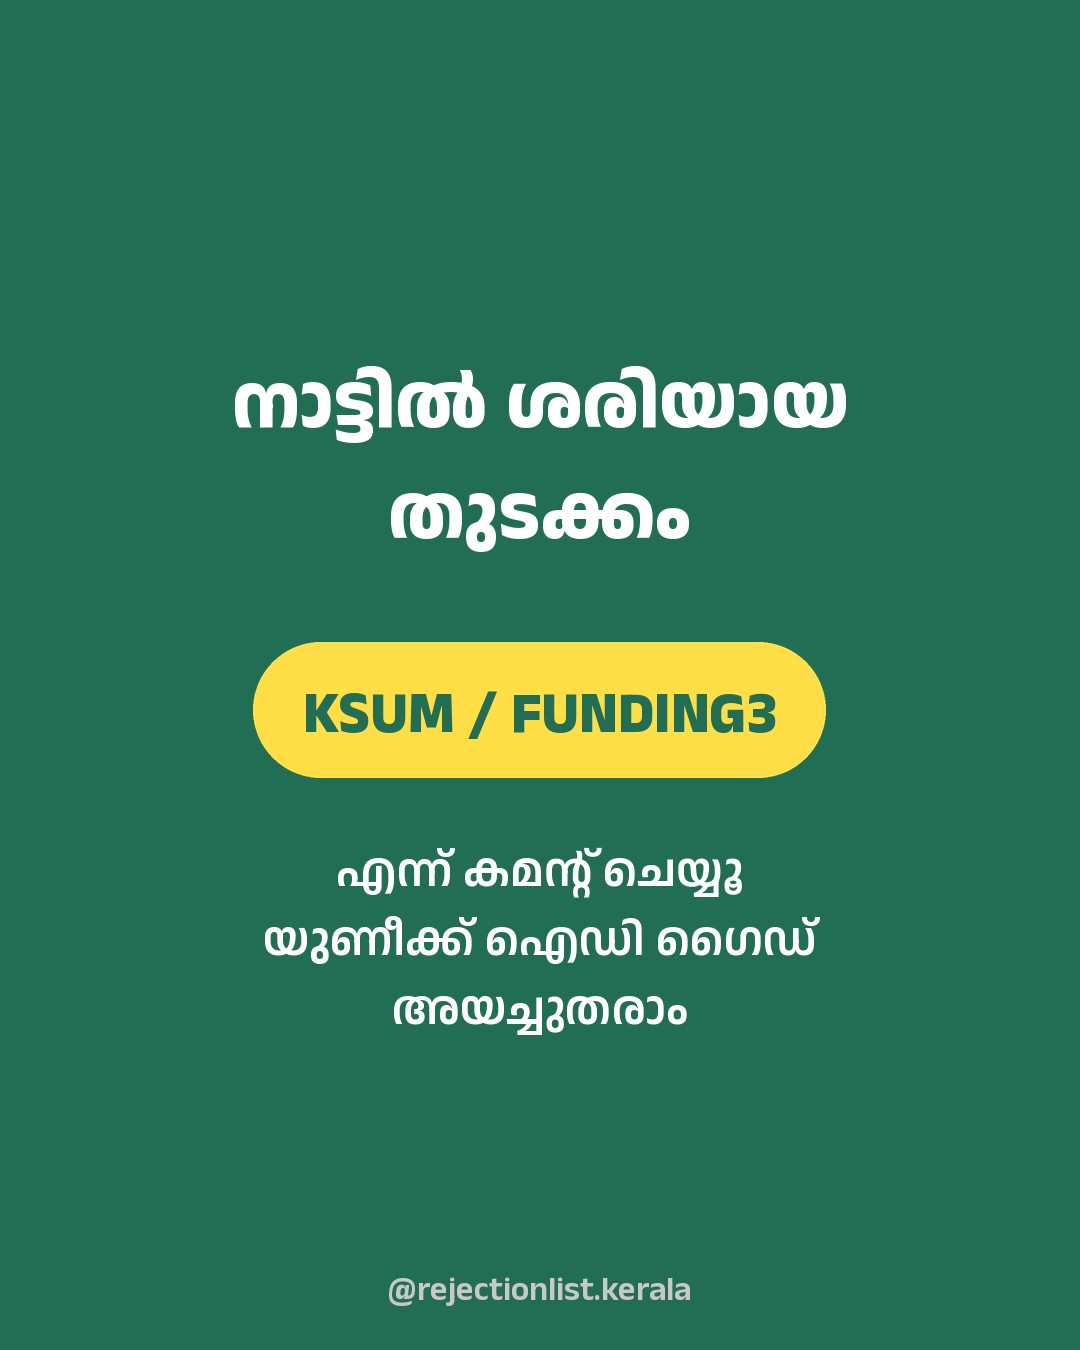 നാട്ടിൽ ശരിയായ
തുടക്കം
KSUM / FUNDING3
എന്ന് കമന്റ് ചെയ്യൂ
യുണീക്ക് ഐഡി ഗൈഡ്
അയച്ചുതരാം
@rejectionlist.kerala